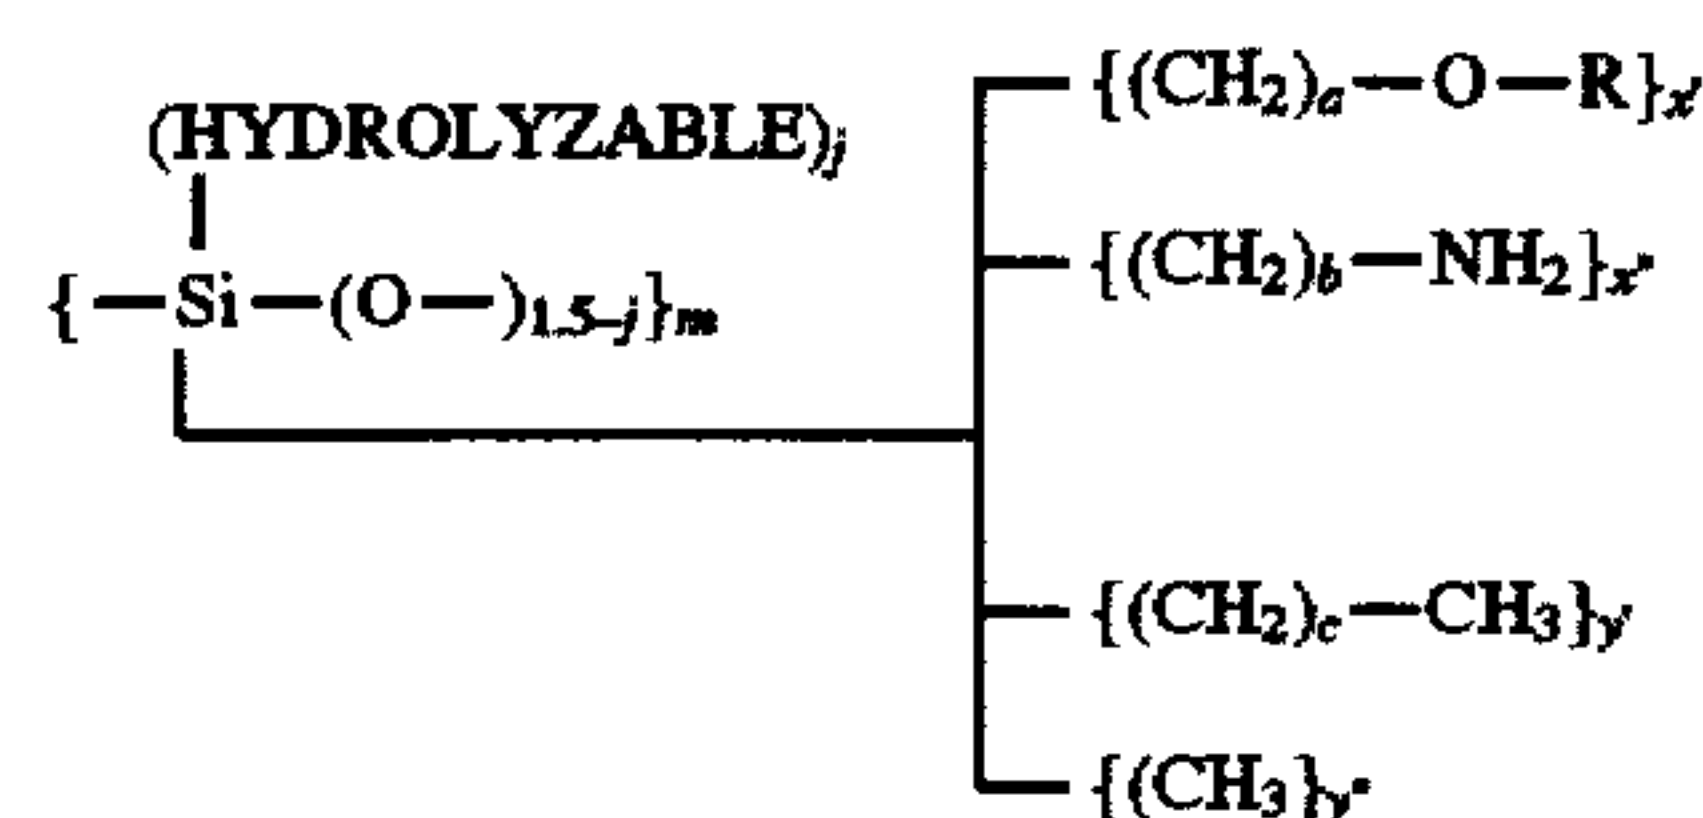 {(CH₂)ₐ—O—R}x'
(HYDROLYZABLE)j
{(CH₂)b—NH₂}x"
{—Si—(O—)1.5–j}m
{(CH₂)c—CH₃}y'
{(CH₃}y"